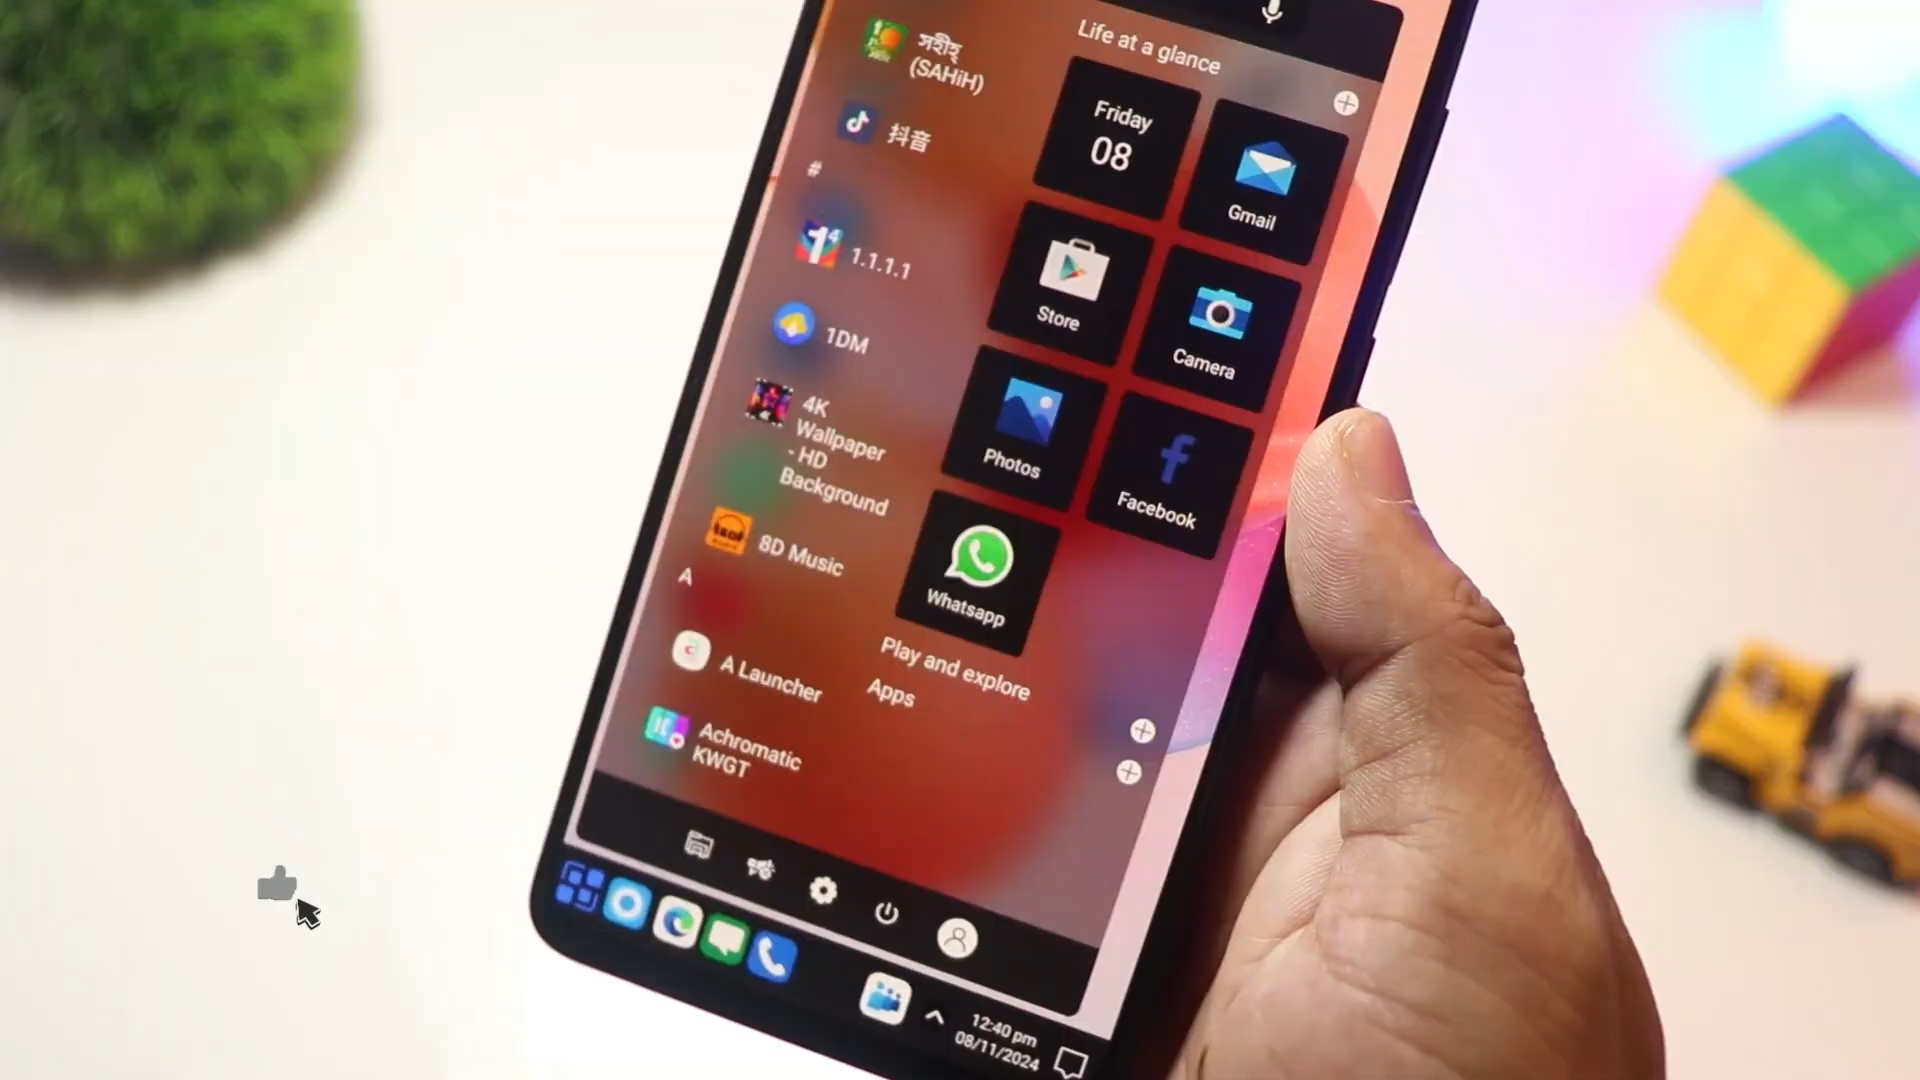 সহীহ্
(SAHiH)
抖音
#
1.1.1.1
1DM
4K
Wallpaper
- HD
Background
8D Music
A
A Launcher
Achromatic
KWGT
Life at a glance
Friday
08
Gmail
Store
Camera
Photos
Facebook
Whatsapp
Play and explore
Apps
12:40 pm
08/11/2024